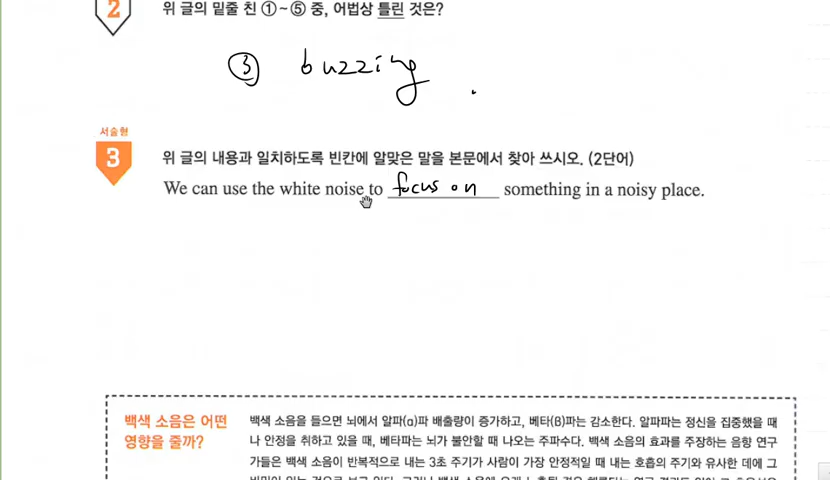 2 위 글의 밑줄 친 ①~⑤ 중, 어법상 틀린 것은?
③ buzzing
서술형
3 위 글의 내용과 일치하도록 빈칸에 알맞은 말을 본문에서 찾아 쓰시오. (2단어)
We can use the white noise to focus on something in a noisy place.
백색 소음은 어떤
영향을 줄까?
백색 소음을 들으면 뇌에서 알파(α)파 배출량이 증가하고, 베타(β)파는 감소한다. 알파파는 정신을 집중했을 때
나 안정을 취하고 있을 때, 베타파는 뇌가 불안할 때 나오는 주파수다. 백색 소음의 효과를 주장하는 음향 연구
가들은 백색 소음이 반복적으로 내는 3초 주기가 사람이 가장 안정적일 때 내는 호흡의 주기와 유사한 데에 그